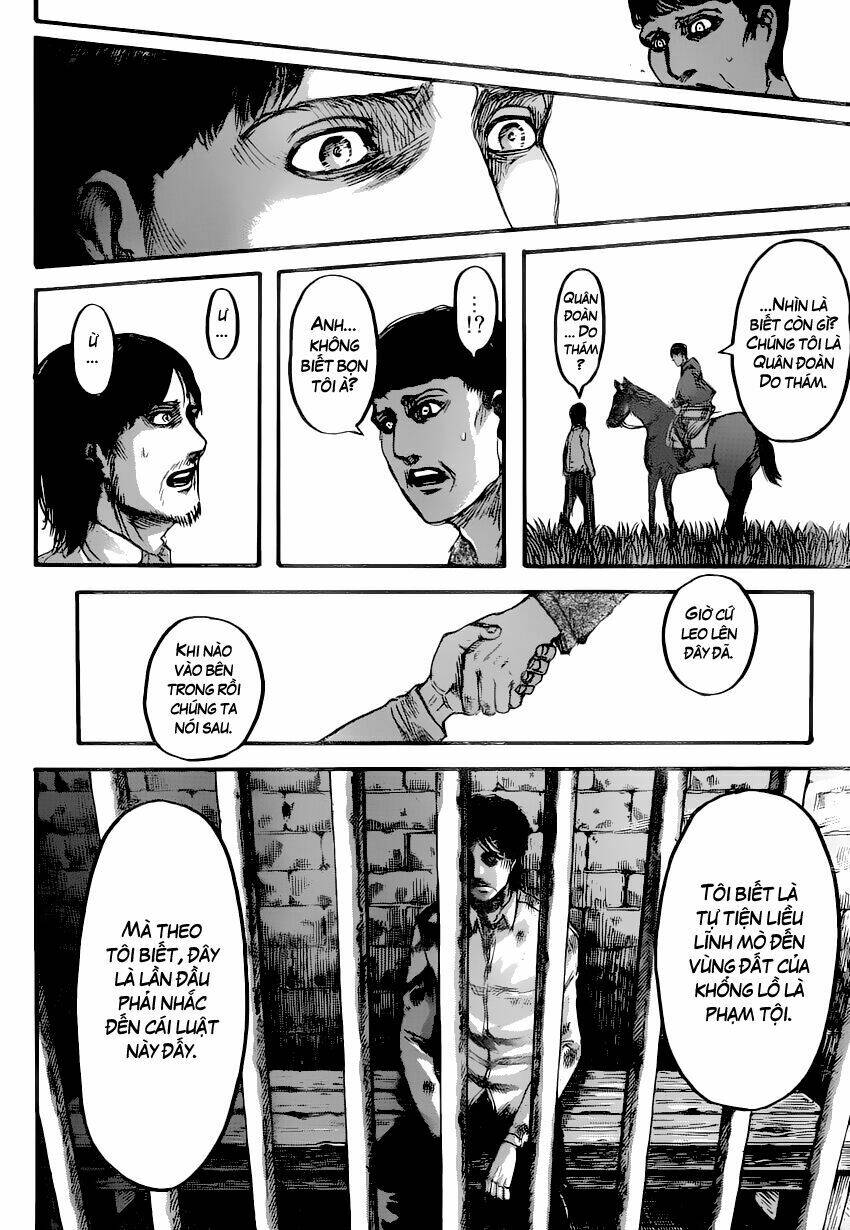 ...NHÌN LÀ
BIẾT CÒN GÌ?
CHÚNG TÔI LÀ
QUÂN ĐOÀN
DO THÁM.
QUÂN
ĐOÀN
... DO
THÁM
?
...
!?
ANH...
KHÔNG
BIẾT BỌN
TÔI À?
Ư
...
Ừ
...
GIỜ CỨ
LEO LÊN
ĐÂY ĐÃ.
KHI NÀO
VÀO BÊN
TRONG RỒI
CHÚNG TA
NÓI SAU.
TÔI BIẾT LÀ
TỰ TIỆN LIỀU
LĨNH MÒ ĐẾN
VÙNG ĐẤT CỦA
KHỔNG LỒ LÀ
PHẠM TỘI.
MÀ THEO
TÔI BIẾT, ĐÂY
LÀ LẦN ĐẦU
PHẢI NHẮC
ĐẾN CÁI LUẬT
NÀY ĐẤY.